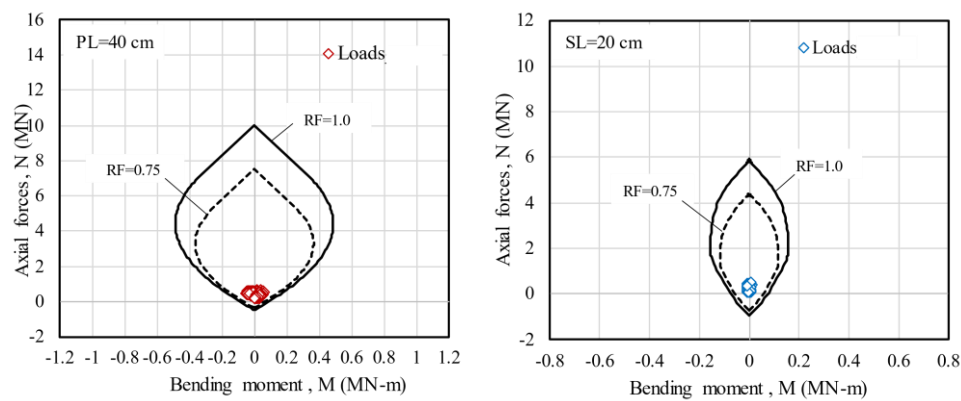 PL=40 cm
Loads
RF=1.0
RF=0.75
Axial forces, N (MN)
16
14
12
10
8
6
4
2
0
-2
-1.2 -1 -0.8 -0.6 -0.4 -0.2 0 0.2 0.4 0.6 0.8 1 1.2
Bending moment , M (MN-m)
SL=20 cm
Loads
RF=1.0
RF=0.75
Axial forces, N (MN)
12
10
8
6
4
2
0
-2
-0.8 -0.6 -0.4 -0.2 0 0.2 0.4 0.6 0.8
Bending moment , M (MN-m)